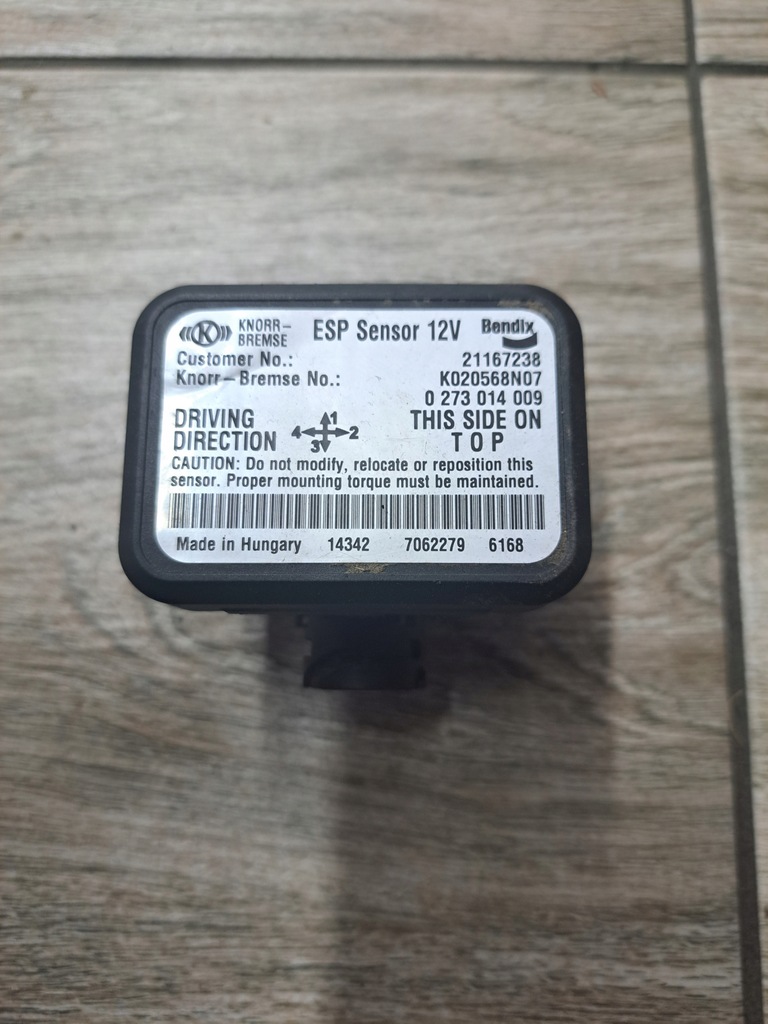 K KNORR-BREMSE ESP Sensor 12V Bendix
Customer No.: 21167238
Knorr-Bremse No.: K020568N07
0 273 014 009
DRIVING DIRECTION 1 2 3 4 THIS SIDE ON TOP
CAUTION: Do not modify, relocate or reposition this
sensor. Proper mounting torque must be maintained.
Made in Hungary 14342 7062279 6168